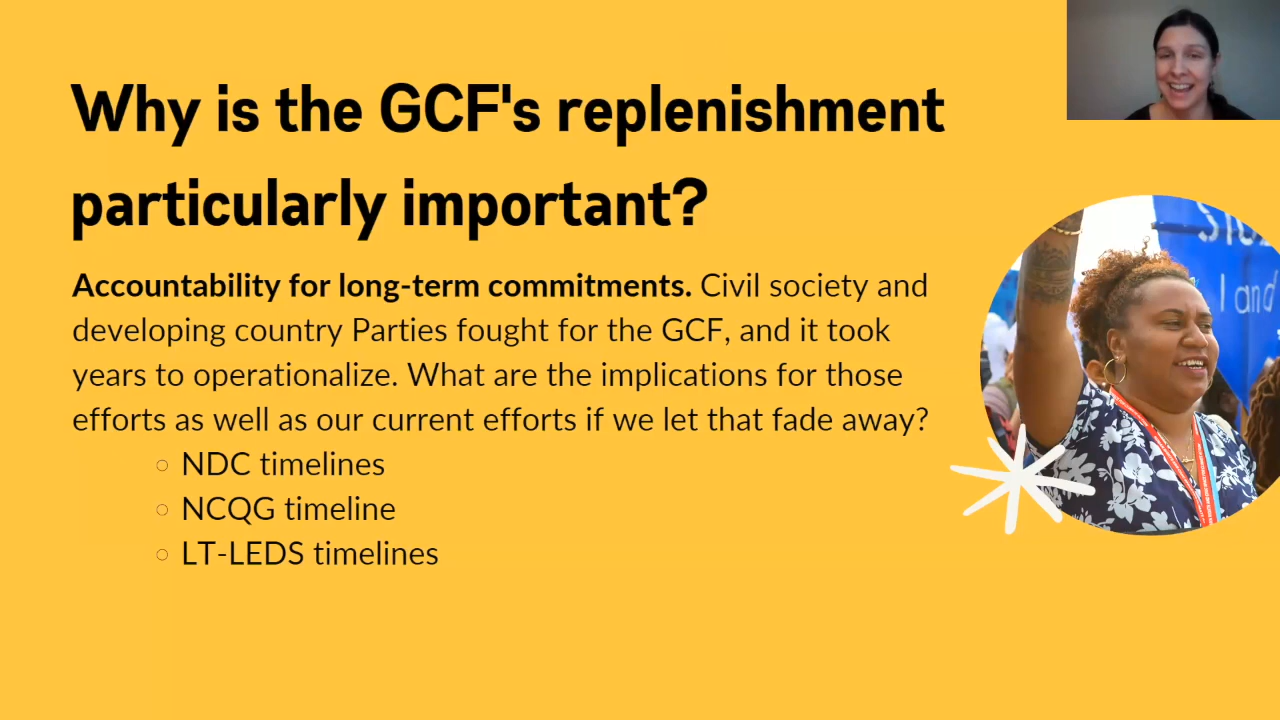 Why is the GCF's replenishment
particularly important?
Accountability for long-term commitments. Civil society and
developing country Parties fought for the GCF, and it took
years to operationalize. What are the implications for those
efforts as well as our current efforts if we let that fade away?
○ NDC timelines
○ NCQG timeline
○ LT-LEDS timelines
I and